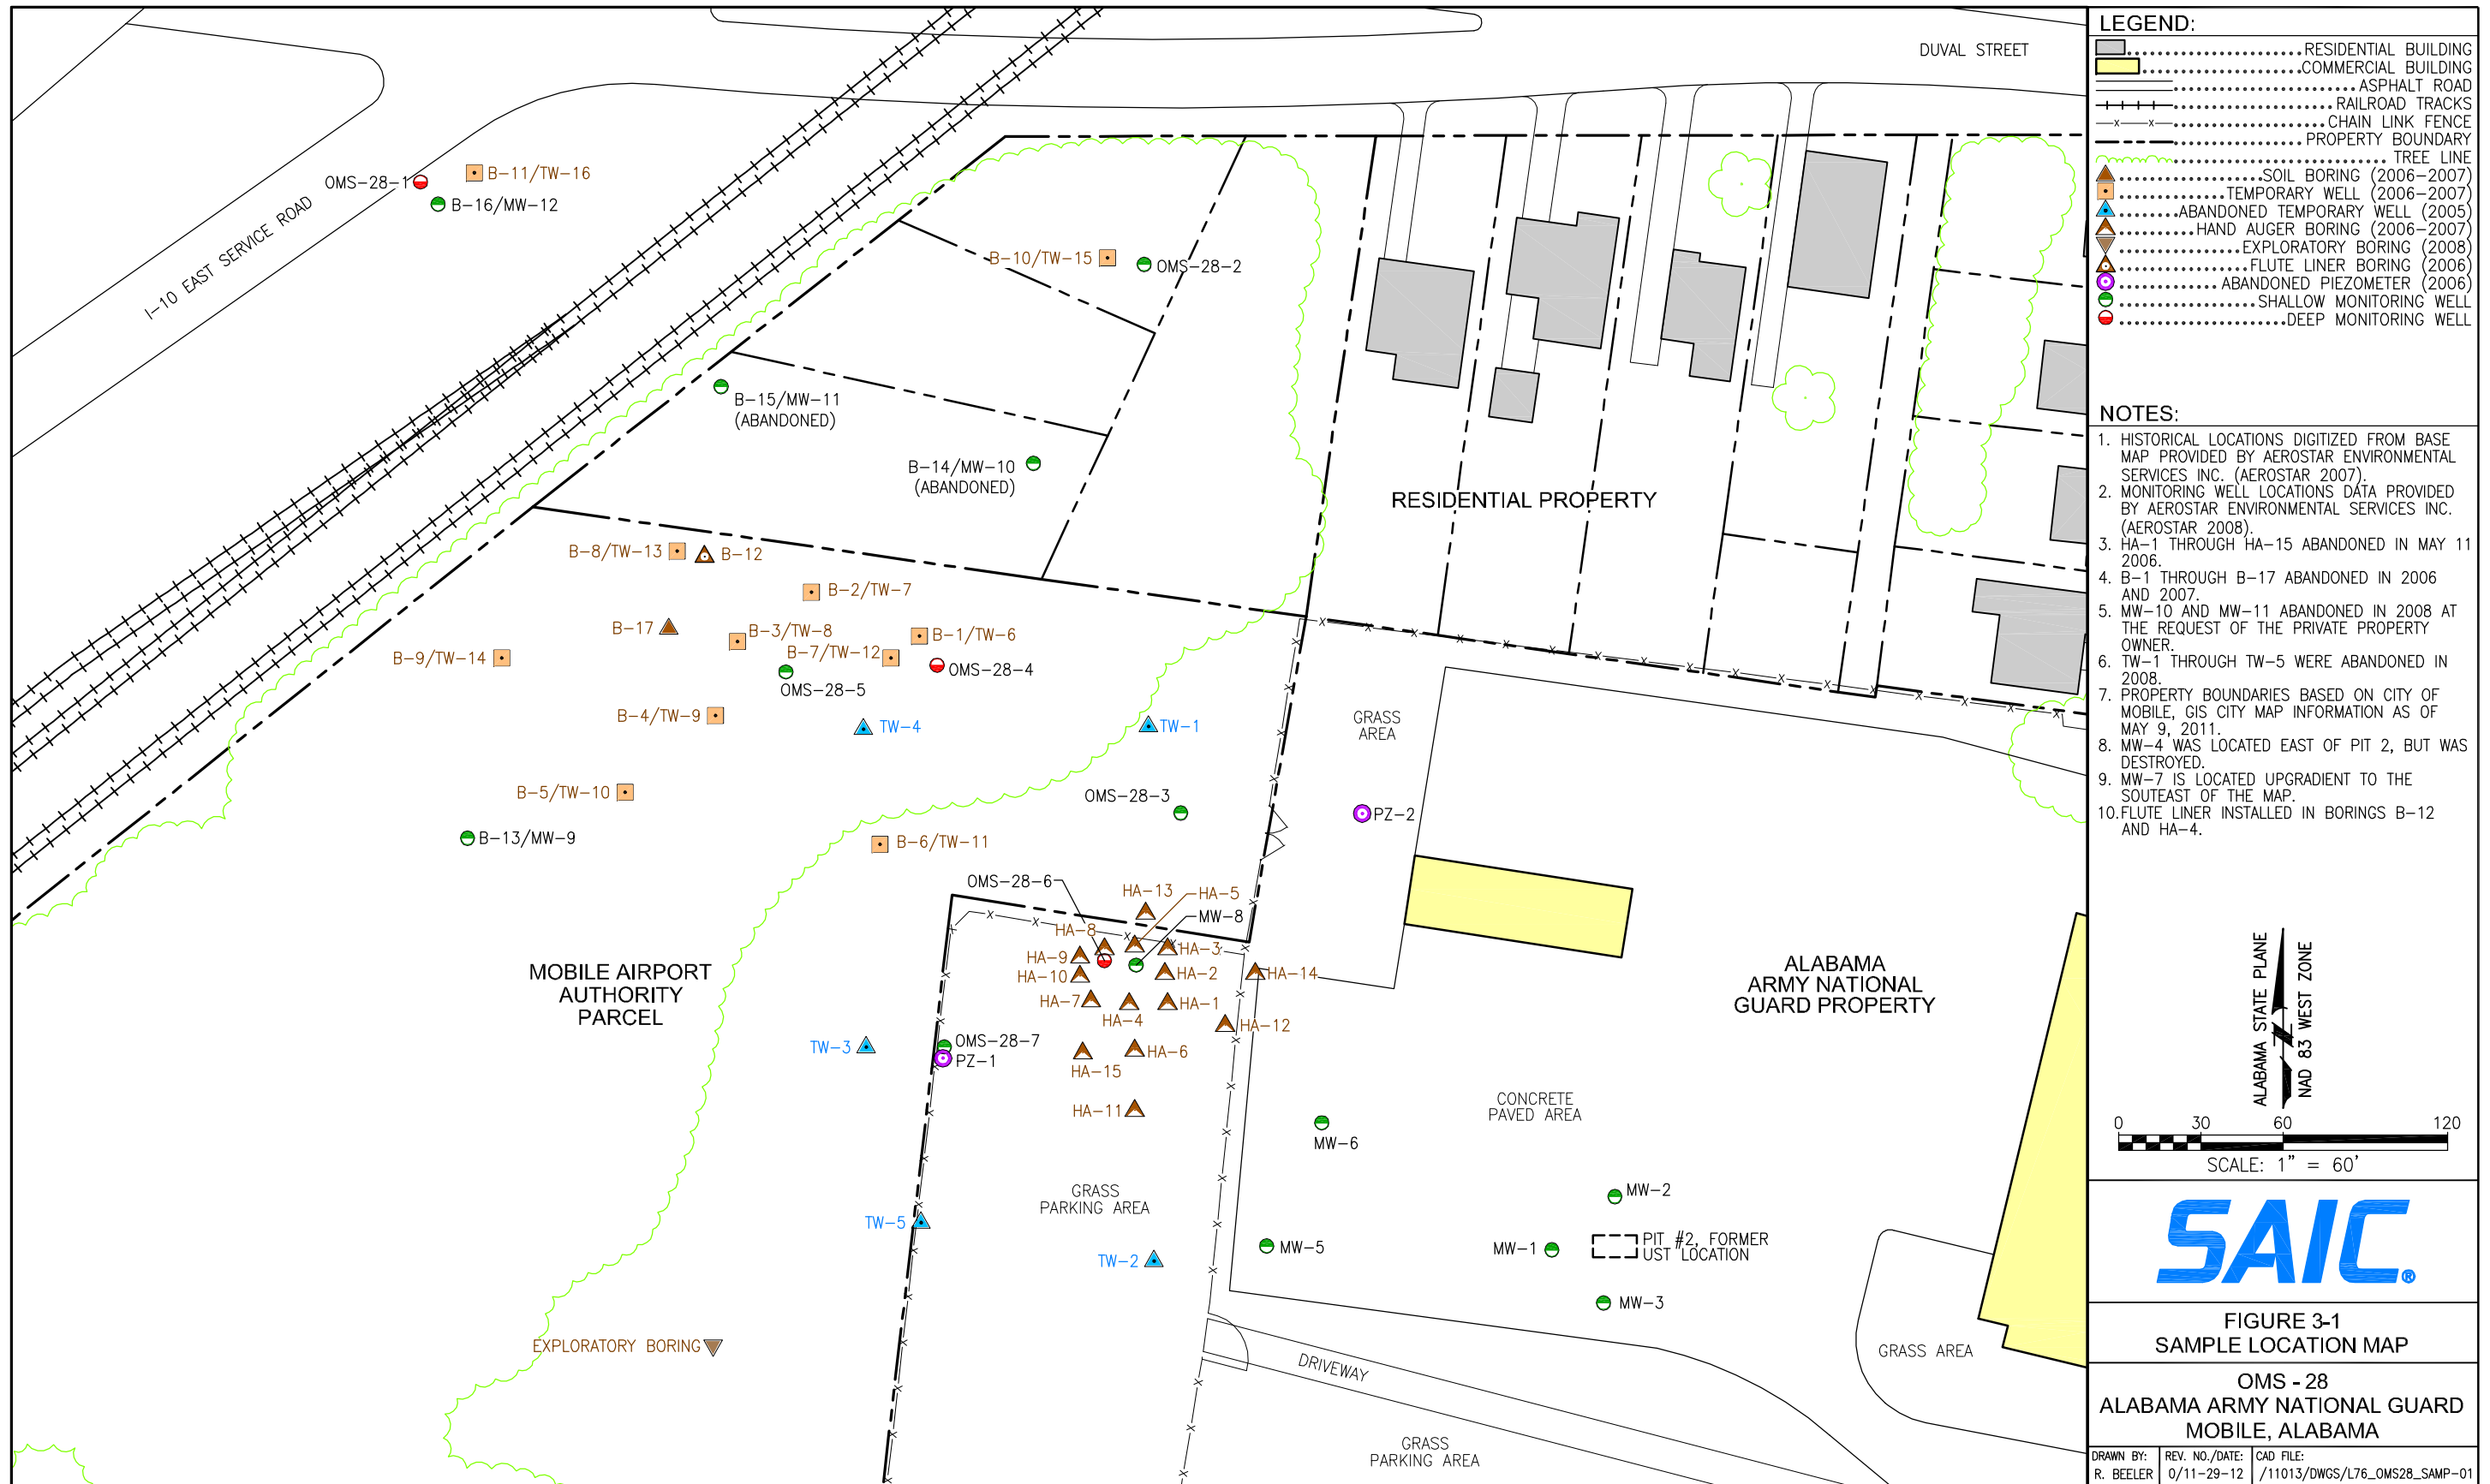 DUVAL STREET
I-10 EAST SERVICE ROAD
OMS-28-1
B-11/TW-16
B-16/MW-12
B-10/TW-15
OMS-28-2
B-15/MW-11
(ABANDONED)
B-14/MW-10
(ABANDONED)
RESIDENTIAL PROPERTY
B-8/TW-13
B-12
B-2/TW-7
B-17
B-3/TW-8
B-1/TW-6
B-7/TW-12
B-9/TW-14
OMS-28-4
OMS-28-5
B-4/TW-9
TW-4
TW-1
GRASS
AREA
B-5/TW-10
OMS-28-3
PZ-2
B-13/MW-9
B-6/TW-11
OMS-28-6
HA-13
HA-5
MW-8
HA-8
HA-3
HA-9
HA-10
HA-2
HA-14
HA-7
HA-4
HA-1
HA-12
MOBILE AIRPORT
AUTHORITY
PARCEL
ALABAMA
ARMY NATIONAL
GUARD PROPERTY
TW-3
OMS-28-7
PZ-1
HA-6
HA-15
HA-11
CONCRETE
PAVED AREA
MW-6
GRASS
PARKING AREA
TW-5
TW-2
MW-5
MW-2
MW-1
PIT #2, FORMER
UST LOCATION
MW-3
EXPLORATORY BORING
DRIVEWAY
GRASS AREA
GRASS
PARKING AREA
LEGEND:
RESIDENTIAL BUILDING
COMMERCIAL BUILDING
ASPHALT ROAD
RAILROAD TRACKS
CHAIN LINK FENCE
PROPERTY BOUNDARY
TREE LINE
SOIL BORING (2006-2007)
TEMPORARY WELL (2006-2007)
ABANDONED TEMPORARY WELL (2005)
HAND AUGER BORING (2006-2007)
EXPLORATORY BORING (2008)
FLUTE LINER BORING (2006)
ABANDONED PIEZOMETER (2006)
SHALLOW MONITORING WELL
DEEP MONITORING WELL
NOTES:
1. HISTORICAL LOCATIONS DIGITIZED FROM BASE
MAP PROVIDED BY AEROSTAR ENVIRONMENTAL
SERVICES INC. (AEROSTAR 2007).
2. MONITORING WELL LOCATIONS DATA PROVIDED
BY AEROSTAR ENVIRONMENTAL SERVICES INC.
(AEROSTAR 2008).
3. HA-1 THROUGH HA-15 ABANDONED IN MAY 11
2006.
4. B-1 THROUGH B-17 ABANDONED IN 2006
AND 2007.
5. MW-10 AND MW-11 ABANDONED IN 2008 AT
THE REQUEST OF THE PRIVATE PROPERTY
OWNER.
6. TW-1 THROUGH TW-5 WERE ABANDONED IN
2008.
7. PROPERTY BOUNDARIES BASED ON CITY OF
MOBILE, GIS CITY MAP INFORMATION AS OF
MAY 9, 2011.
8. MW-4 WAS LOCATED EAST OF PIT 2, BUT WAS
DESTROYED.
9. MW-7 IS LOCATED UPGRADIENT TO THE
SOUTEAST OF THE MAP.
10. FLUTE LINER INSTALLED IN BORINGS B-12
AND HA-4.
ALABAMA STATE PLANE
NAD 83 WEST ZONE
0 30 60 120
SCALE: 1" = 60'
SAIC®
FIGURE 3-1
SAMPLE LOCATION MAP
OMS - 28
ALABAMA ARMY NATIONAL GUARD
MOBILE, ALABAMA
DRAWN BY: REV. NO./DATE: CAD FILE:
R. BEELER 0/11-29-12 /11013/DWGS/L76_OMS28_SAMP-01